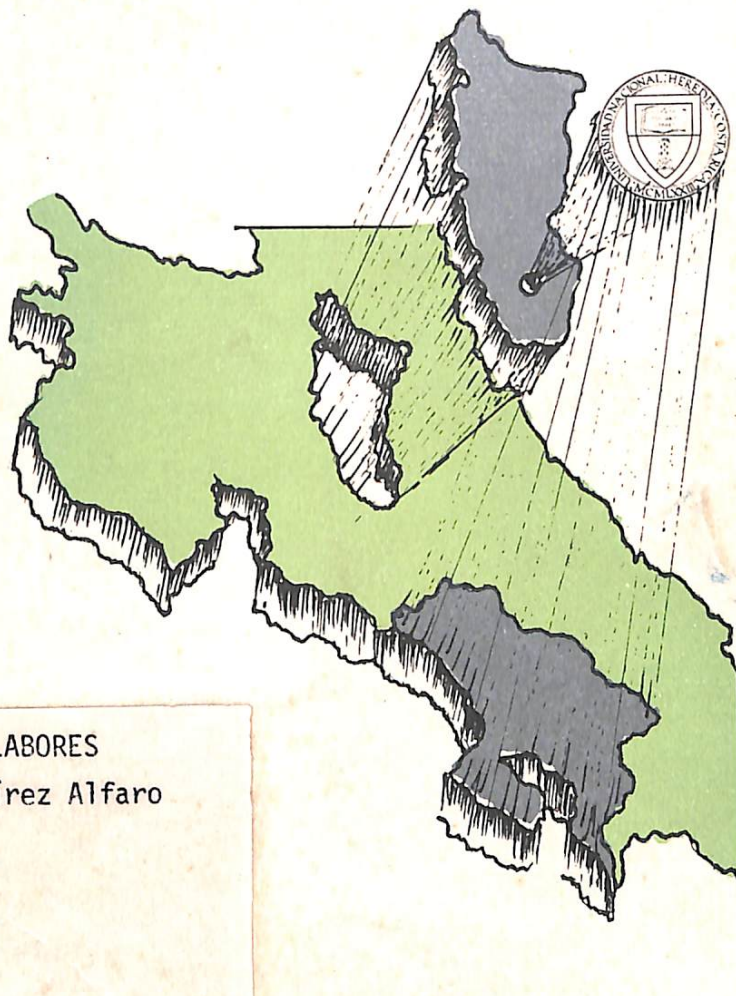 UNIVERSIDAD NACIONAL: HEREDIA: COSTA RICA
MCMLXXIII
LABORES
rez Alfaro